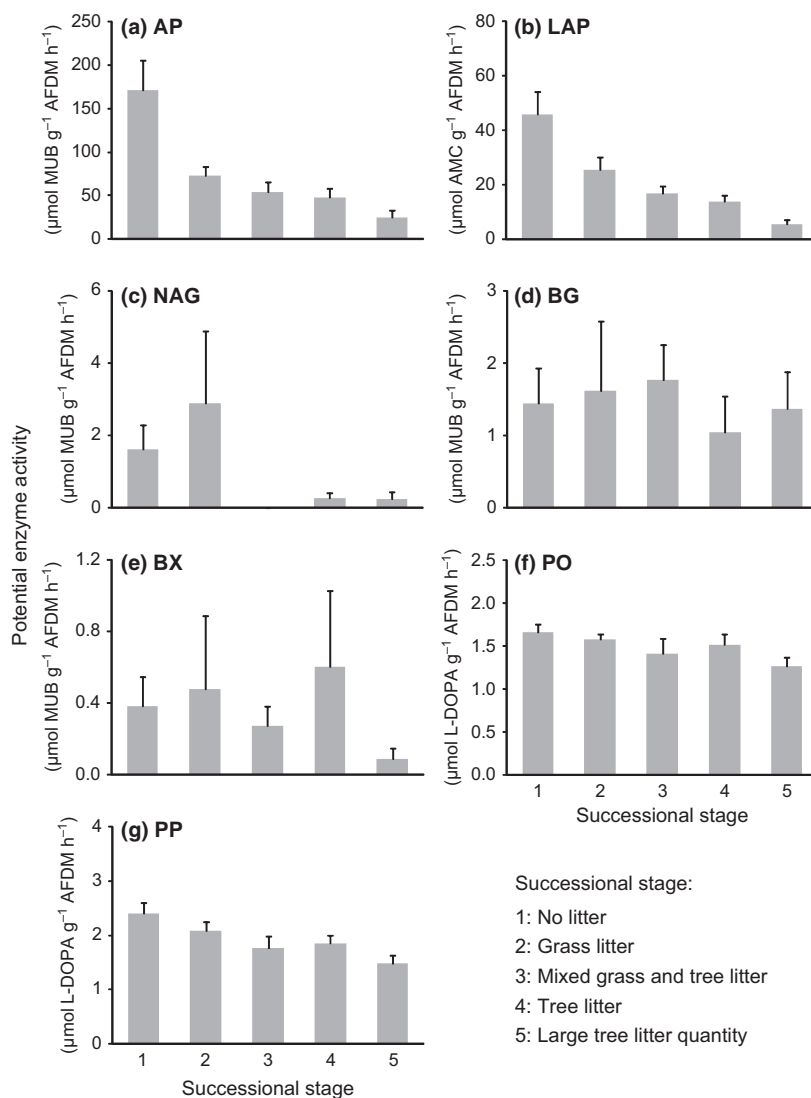 (a) AP
(µmol MUB g⁻¹ AFDM h⁻¹)
250
200
150
100
50
0
(b) LAP
(µmol AMC g⁻¹ AFDM h⁻¹)
80
60
40
20
0
Potential enzyme activity
(c) NAG
(µmol MUB g⁻¹ AFDM h⁻¹)
6
4
2
0
(d) BG
(µmol MUB g⁻¹ AFDM h⁻¹)
3
2
1
0
(e) BX
(µmol MUB g⁻¹ AFDM h⁻¹)
1.2
0.8
0.4
0.0
(f) PO
(µmol L-DOPA g⁻¹ AFDM h⁻¹)
2.5
2.0
1.5
1.0
0.5
0.0
1 2 3 4 5
Successional stage
(g) PP
(µmol L-DOPA g⁻¹ AFDM h⁻¹)
4
3
2
1
0
1 2 3 4 5
Successional stage
Successional stage:
1: No litter
2: Grass litter
3: Mixed grass and tree litter
4: Tree litter
5: Large tree litter quantity